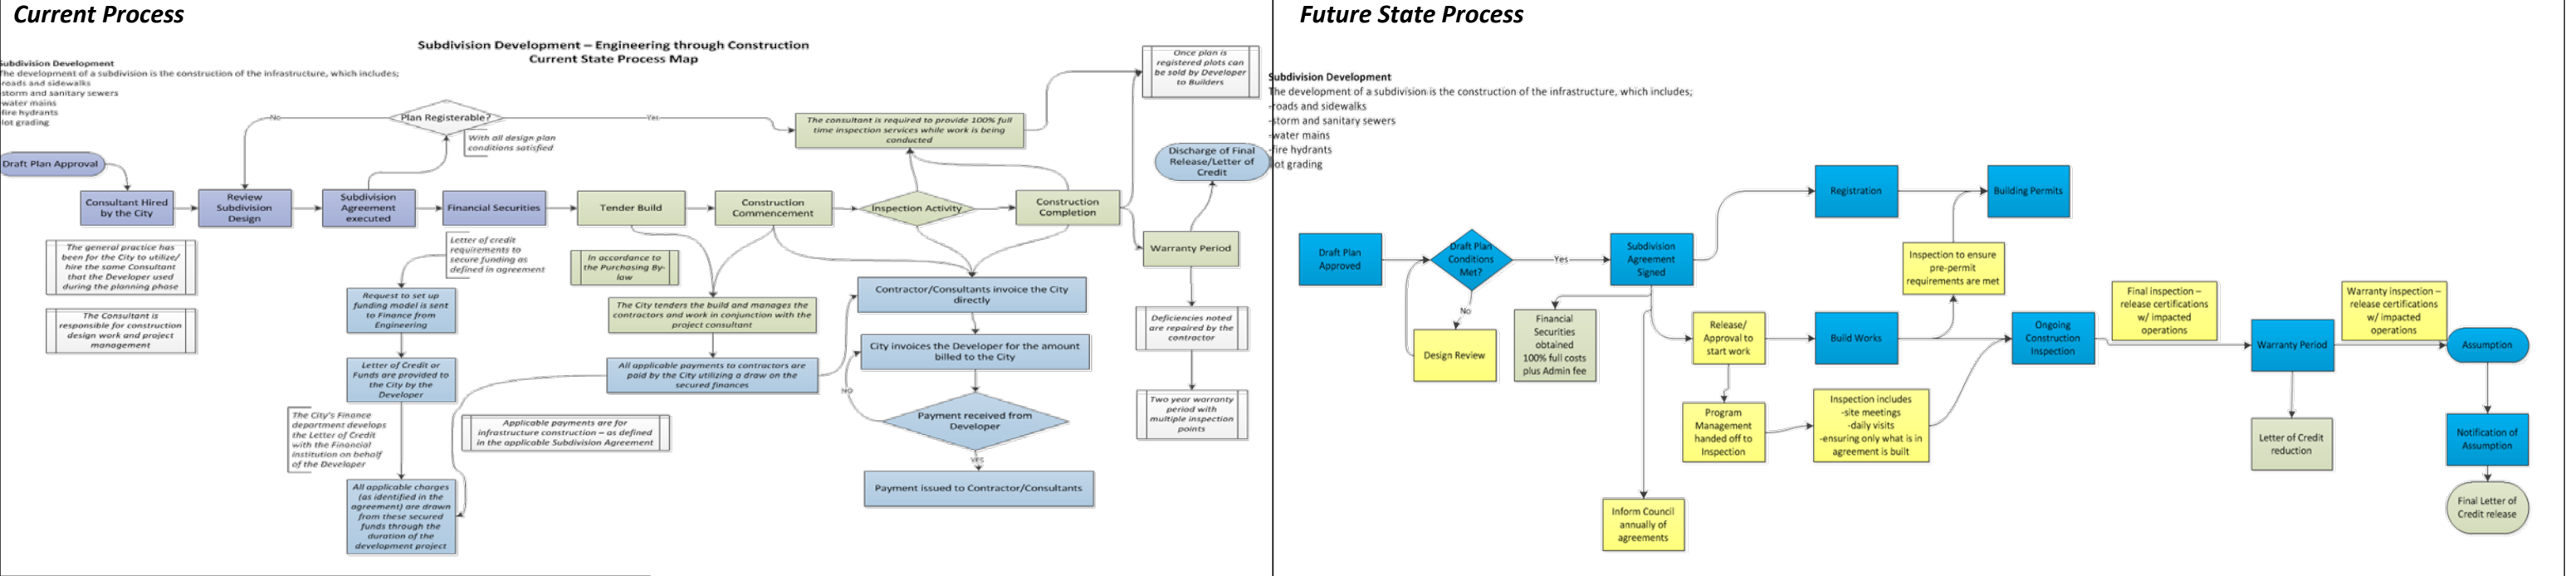 Current Process
Subdivision Development – Engineering through Construction
Current State Process Map
Subdivision Development
The development of a subdivision is the construction of the infrastructure, which includes;
-roads and sidewalks
-storm and sanitary sewers
-water mains
-fire hydrants
-lot grading
Once plan is
registered plots can
be sold by Developer
to Builders
Plan Registerable?
No
Yes
With all design plan
conditions satisfied
The consultant is required to provide 100% full
time inspection services while work is being
conducted
Draft Plan Approval
Discharge of Final
Release/Letter of
Credit
Consultant Hired
by the City
Review
Subdivision
Design
Subdivision
Agreement
executed
Financial Securities
Tender Build
Construction
Commencement
Inspection Activity
Construction
Completion
Warranty Period
The general practice has
been for the City to utilize/
hire the same Consultant
that the Developer used
during the planning phase
The Consultant is
responsible for construction
design work and project
management
Letter of credit
requirements to
secure funding as
defined in agreement
Request to set up
funding model is sent
to Finance from
Engineering
Letter of Credit or
Funds are provided to
the City by the
Developer
The City's Finance
department develops
the Letter of Credit
with the Financial
institution on behalf
of the Developer
All applicable charges
(as identified in the
agreement) are drawn
from these secured
funds through the
duration of the
development project
In accordance to
the Purchasing By-
law
The City tenders the build and manages the
contractors and work in conjunction with the
project consultant
All applicable payments to contractors are
paid by the City utilizing a draw on the
secured finances
Applicable payments are for
infrastructure construction – as defined
in the applicable Subdivision Agreement
Contractor/Consultants invoice the City
directly
City invoices the Developer for the amount
billed to the City
NO
Payment received from
Developer
YES
Payment issued to Contractor/Consultants
Deficiencies noted
are repaired by the
contractor
Two year warranty
period with
multiple inspection
points
Future State Process
Subdivision Development
The development of a subdivision is the construction of the infrastructure, which includes;
-roads and sidewalks
-storm and sanitary sewers
-water mains
-fire hydrants
-lot grading
Draft Plan
Approved
Draft Plan
Conditions
Met?
Yes
No
Design Review
Subdivision
Agreement
Signed
Financial
Securities
obtained
100% full costs
plus Admin fee
Inform Council
annually of
agreements
Registration
Building Permits
Inspection to ensure
pre-permit
requirements are met
Release/
Approval to
start work
Build Works
Ongoing
Construction
Inspection
Program
Management
handed off to
Inspection
Inspection includes
-site meetings
-daily visits
-ensuring only what is in
agreement is built
Final inspection –
release certifications
w/ impacted
operations
Warranty Period
Warranty inspection –
release certifications
w/ impacted
operations
Assumption
Letter of Credit
reduction
Notification of
Assumption
Final Letter of
Credit release